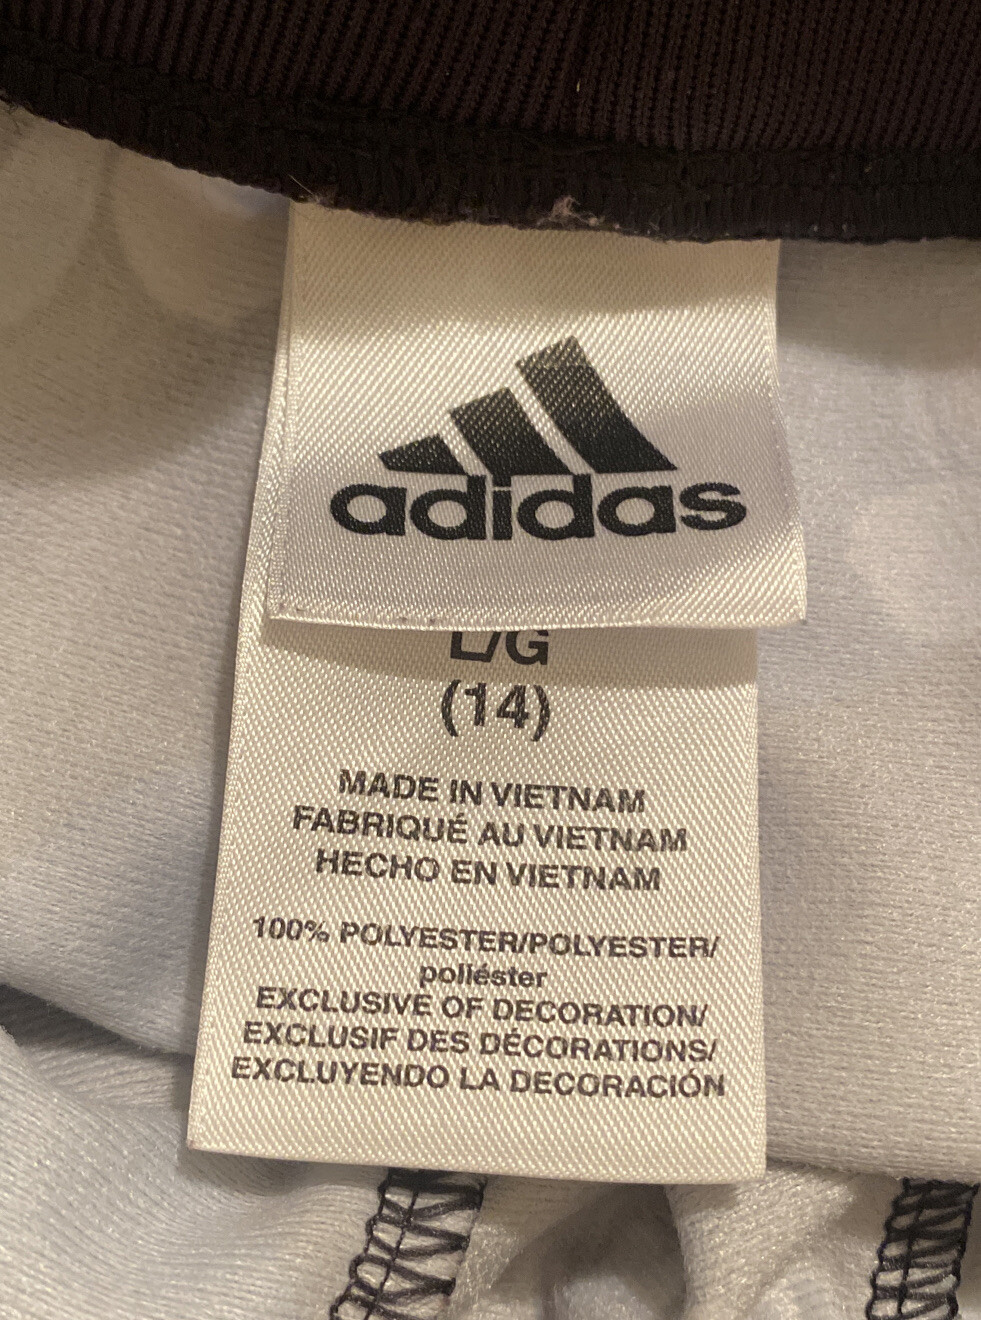 adidas
L/G
(14)
MADE IN VIETNAM
FABRIQUÉ AU VIETNAM
HECHO EN VIETNAM
100% POLYESTER/POLYESTER/
poliéster
EXCLUSIVE OF DECORATION/
EXCLUSIF DES DÉCORATIONS/
EXCLUYENDO LA DECORACIÓN